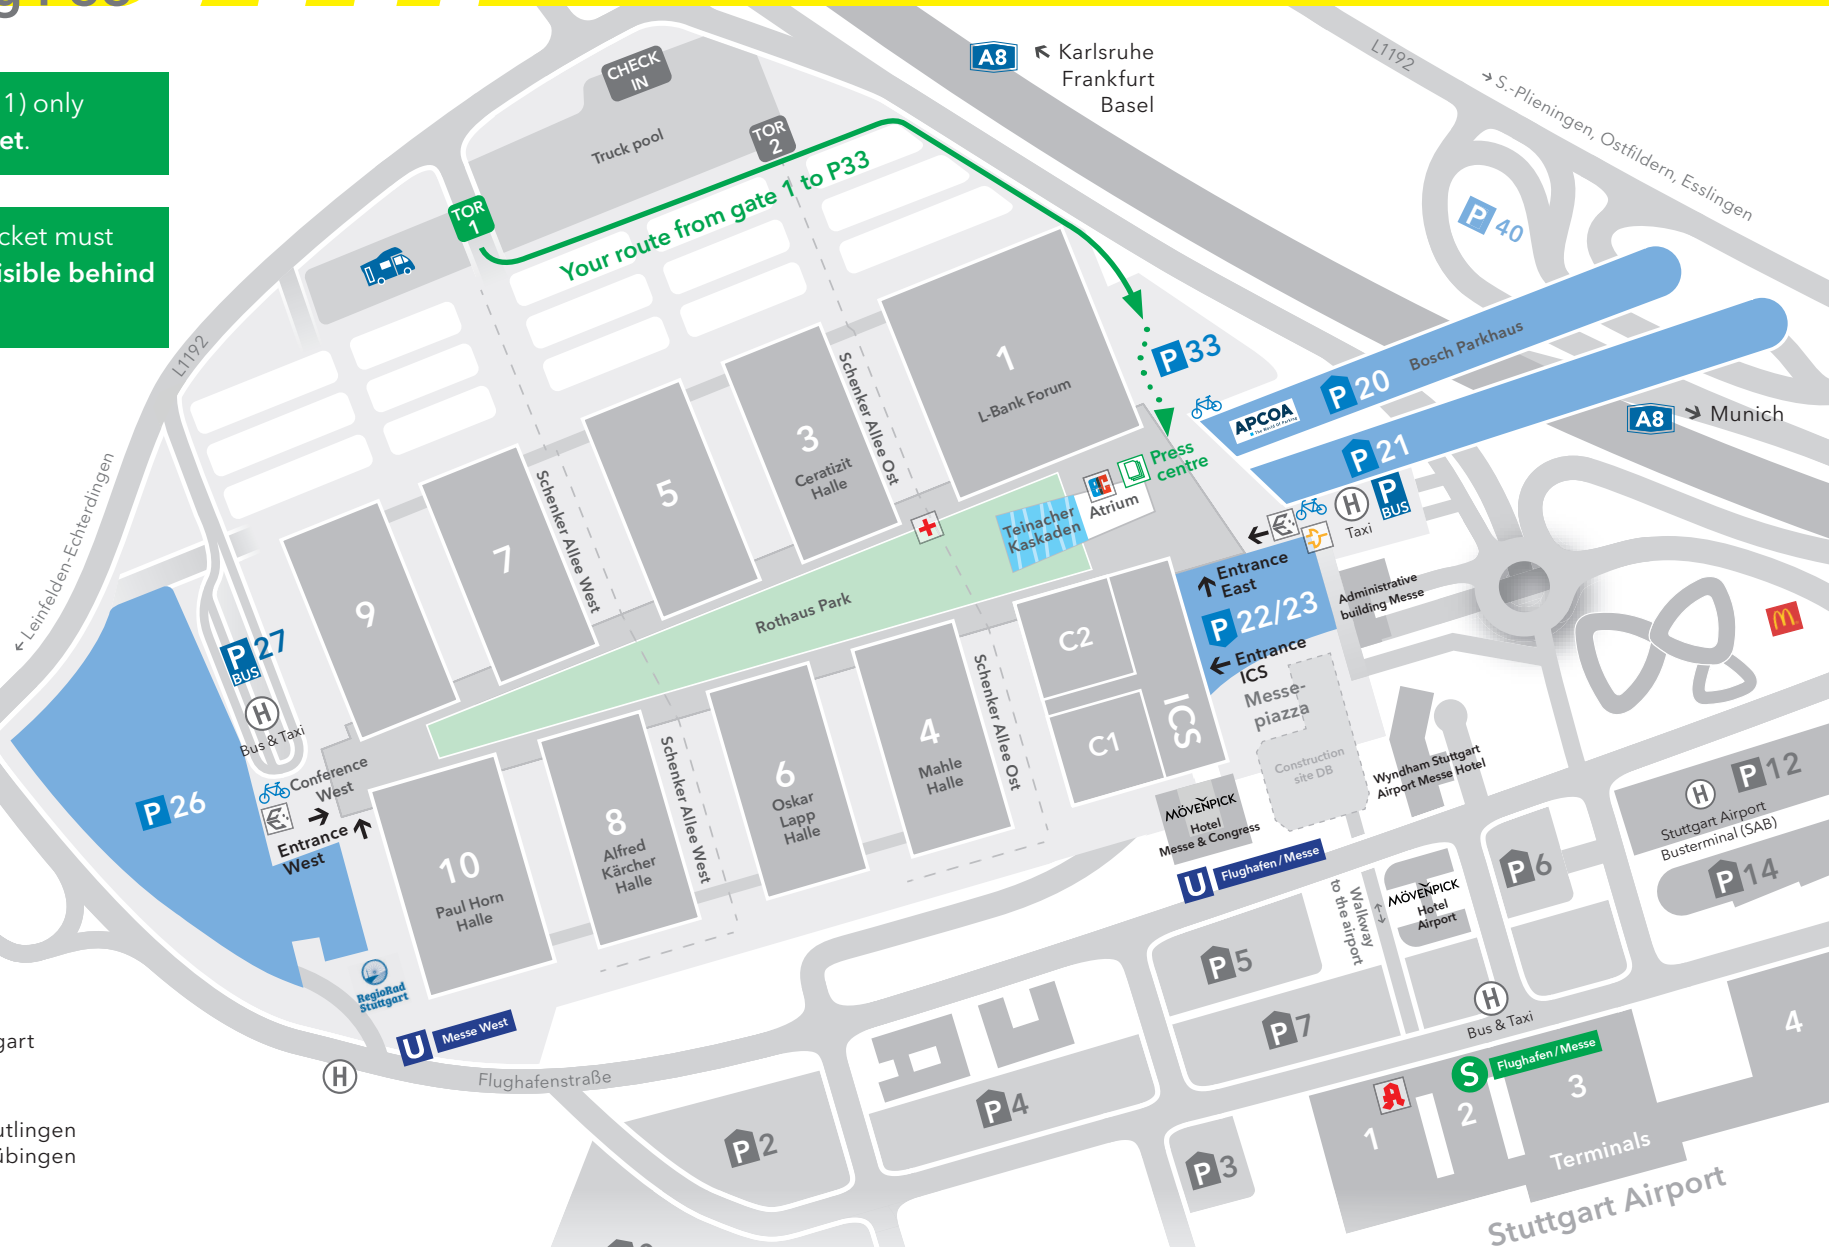 1) only
et.
cket must
isible behind
A8
Karlsruhe
Frankfurt
Basel
L1192
S.-Plieningen, Ostfildern, Esslingen
CHECK
IN
Truck pool
TOR
2
TOR
1
Your route from gate 1 to P33
P 40
P 33
Bosch Parkhaus
P 20
APCOA
P 21
A8
Munich
L1192
Leinfelden-Echterdingen
1
L-Bank Forum
3
Ceratizit
Halle
5
7
9
Schenker Allee Ost
Schenker Allee West
Press
centre
EC
Atrium
Teinacher
Kaskaden
H
Taxi
P
BUS
Rothaus Park
Entrance
East
P 22/23
Entrance
ICS
Messe-
piazza
Administrative
building Messe
Construction
site DB
C2
C1
ICS
P
BUS
27
H
Bus & Taxi
Conference
West
P 26
Entrance
West
10
Paul Horn
Halle
8
Alfred
Kärcher
Halle
6
Oskar
Lapp
Halle
4
Mahle
Halle
Schenker Allee West
Schenker Allee Ost
MÖVENPICK
Hotel
Messe & Congress
U Flughafen / Messe
Wyndham Stuttgart
Airport Messe Hotel
H
P 12
Stuttgart Airport
Busterminal (SAB)
P 14
P 6
MÖVENPICK
Hotel
Airport
Walkway
to the airport
P 5
P 7
H
Bus & Taxi
S Flughafen / Messe
RegioRad
Stuttgart
U Messe West
H
Flughafenstraße
P 2
P 4
P 3
1
2
3
4
Terminals
Stuttgart Airport
gart
utlingen
übingen